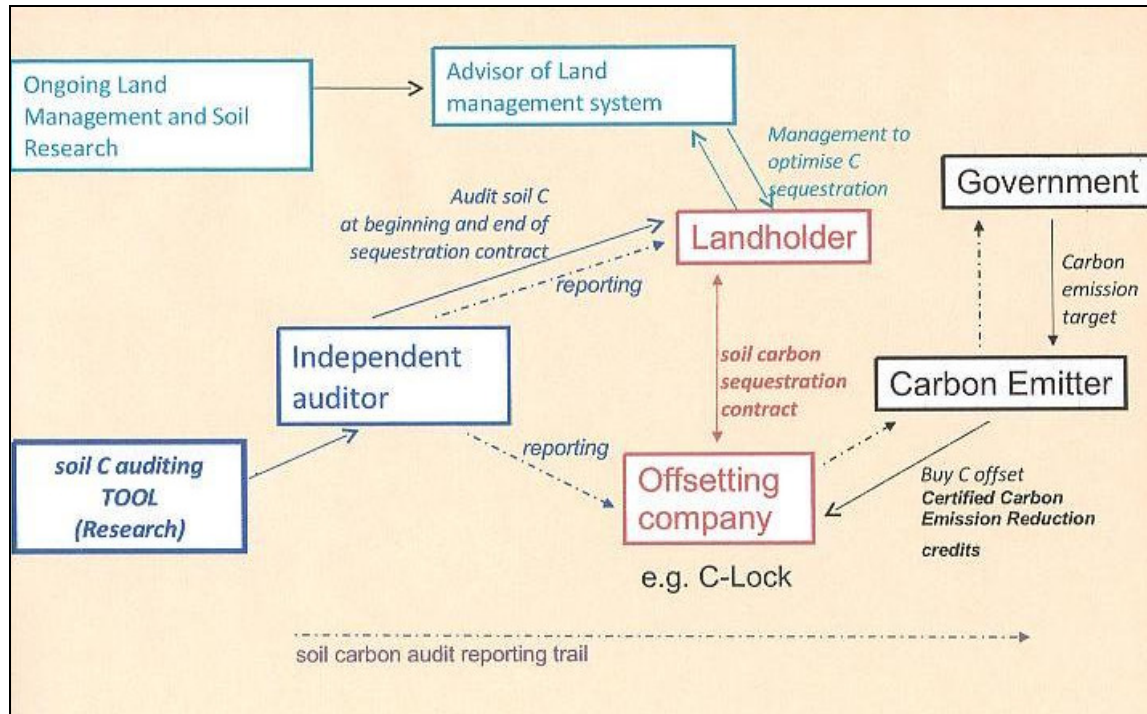 Ongoing Land
Management and Soil
Research
Advisor of Land
management system
Management to
optimise C
sequestration
Government
Audit soil C
at beginning and end of
sequestration contract
Landholder
reporting
Carbon
emission
target
Independent
auditor
soil carbon
sequestration
contract
Carbon Emitter
soil C auditing
TOOL
(Research)
reporting
Offsetting
company
Buy C offset
Certified Carbon
Emission Reduction
credits
e.g. C-Lock
soil carbon audit reporting trail